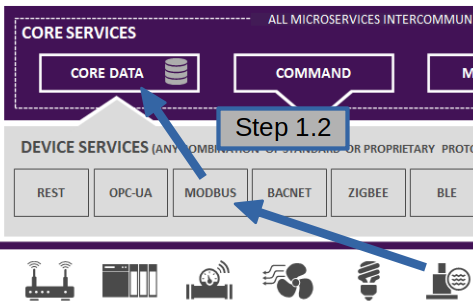 ALL MICROSERVICES INTERCOMMUN
CORE SERVICES
CORE DATA
COMMAND
M
Step 1.2
DEVICE SERVICES (ANY COMBINATION OF STANDARD OR PROPRIETARY PROTO
REST
OPC-UA
MODBUS
BACNET
ZIGBEE
BLE